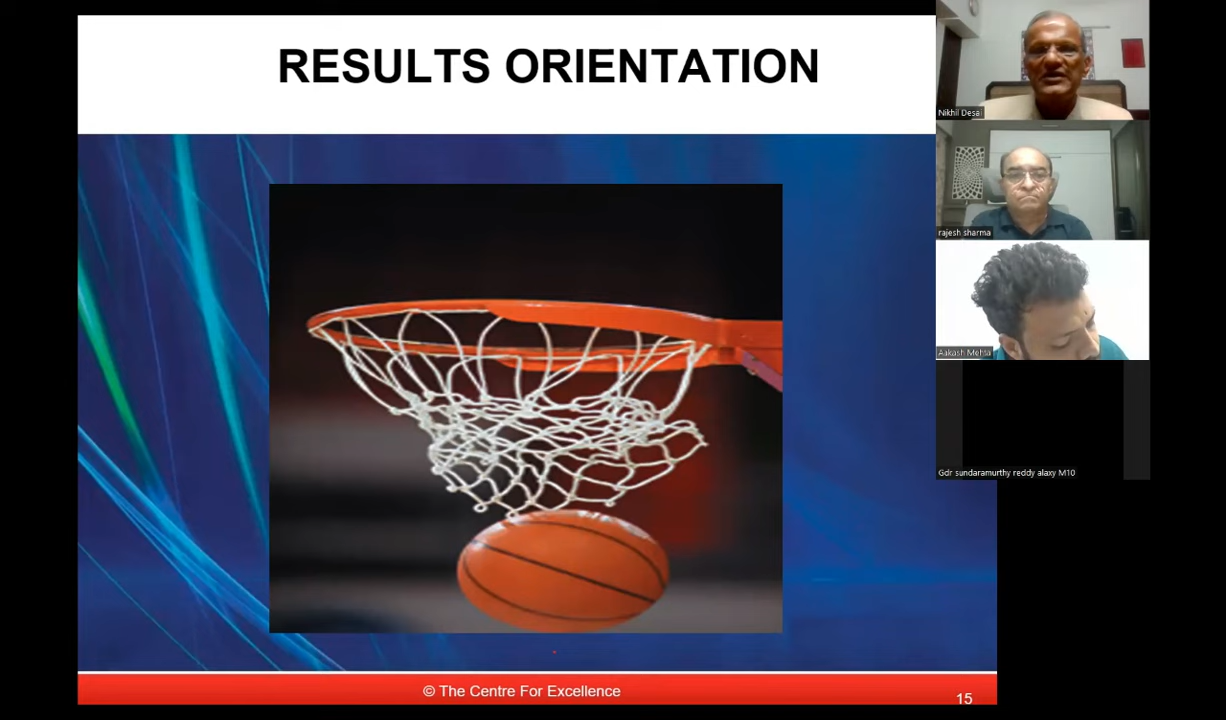 RESULTS ORIENTATION
Nikhil Desai
rajesh sharma
Aakash Mehta
Gdr sundaramurthy reddy alaxy M10
© The Centre For Excellence
15